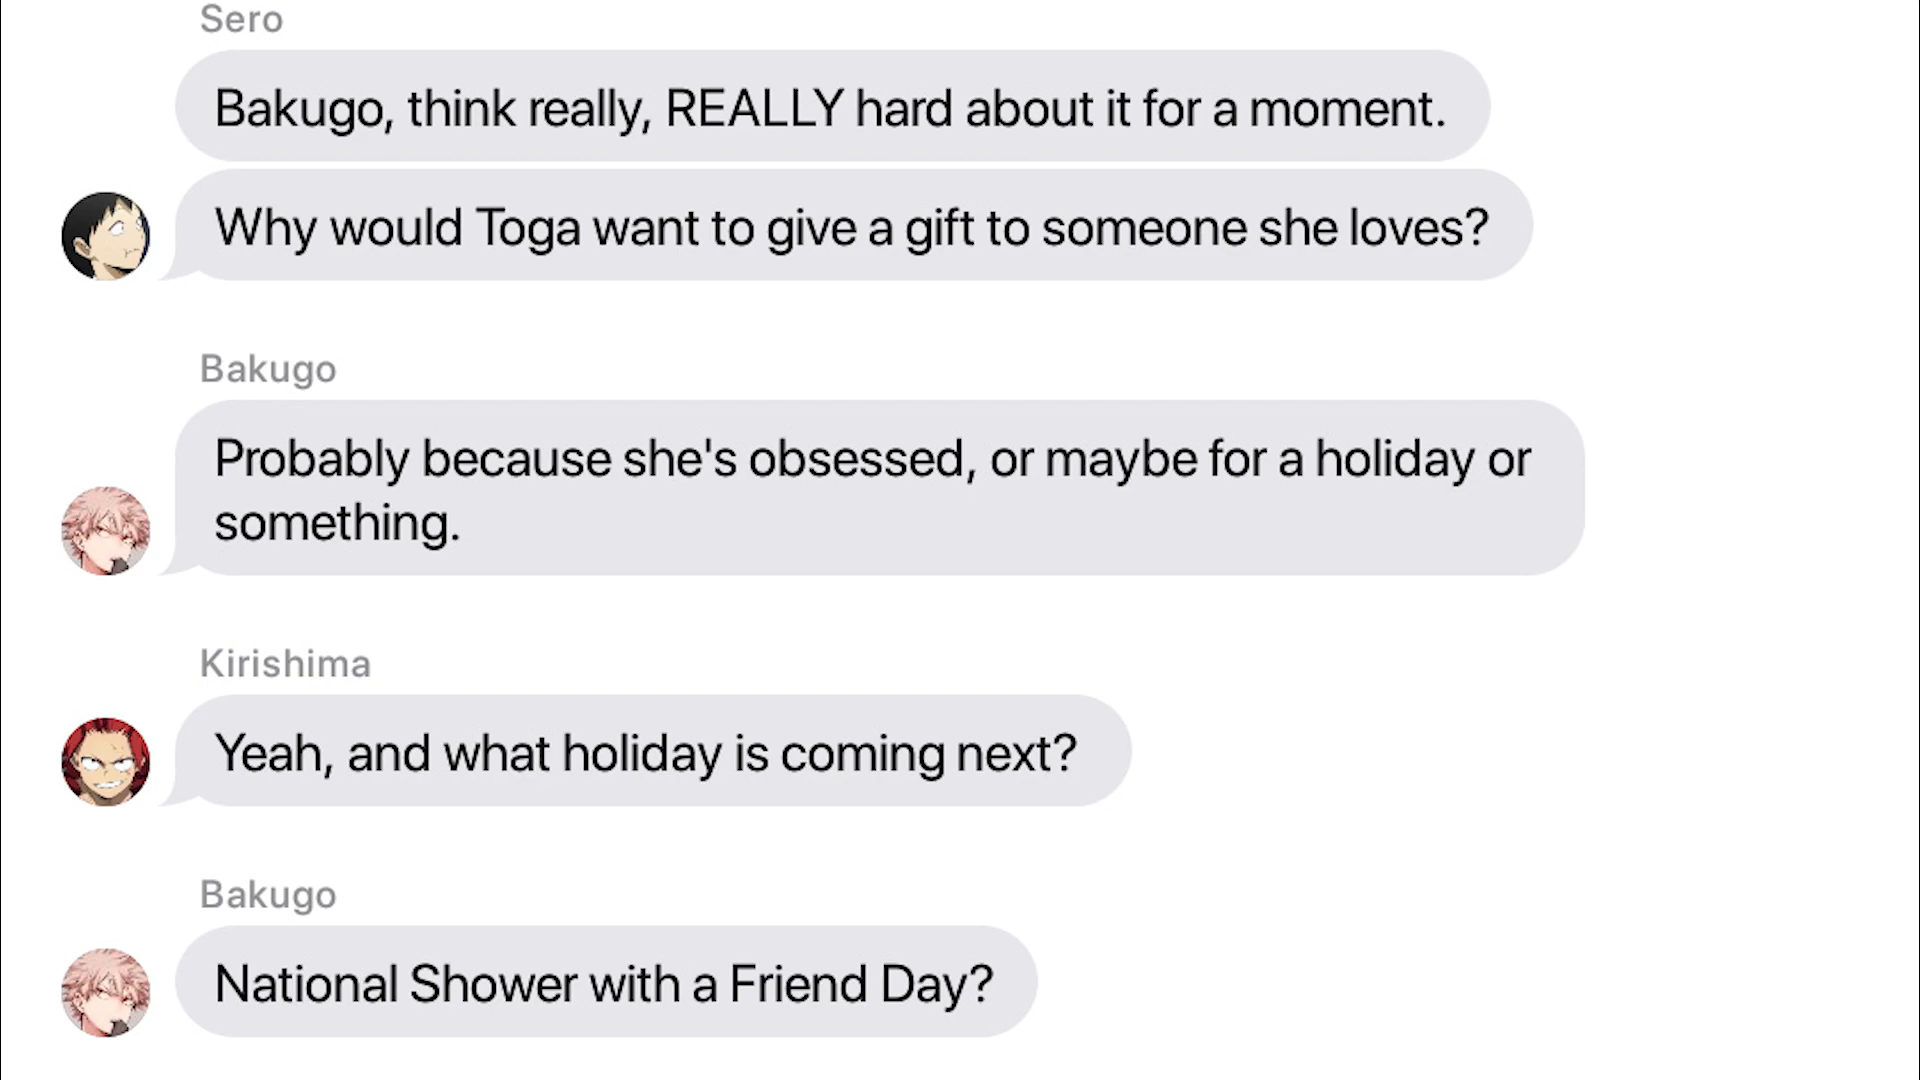 Sero
Bakugo, think really, REALLY hard about it for a moment.
Why would Toga want to give a gift to someone she loves?
Bakugo
Probably because she's obsessed, or maybe for a holiday or
something.
Kirishima
Yeah, and what holiday is coming next?
Bakugo
National Shower with a Friend Day?